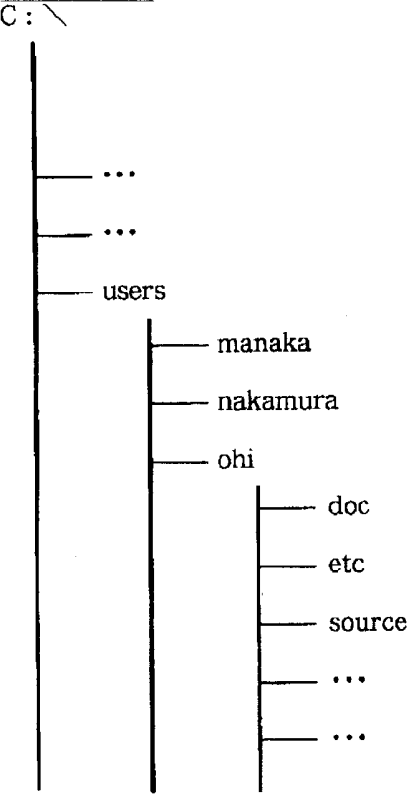 C:\
...
...
users
manaka
nakamura
ohi
doc
etc
source
...
...